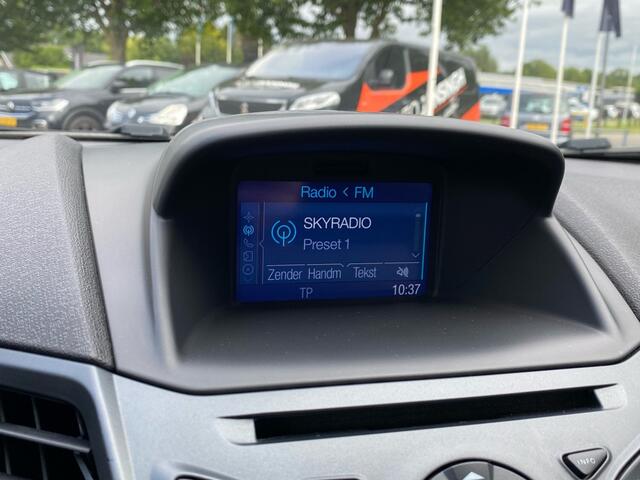 Radio < FM
SKYRADIO
Preset 1
Zender Handm Tekst
TP 10:37
INFO